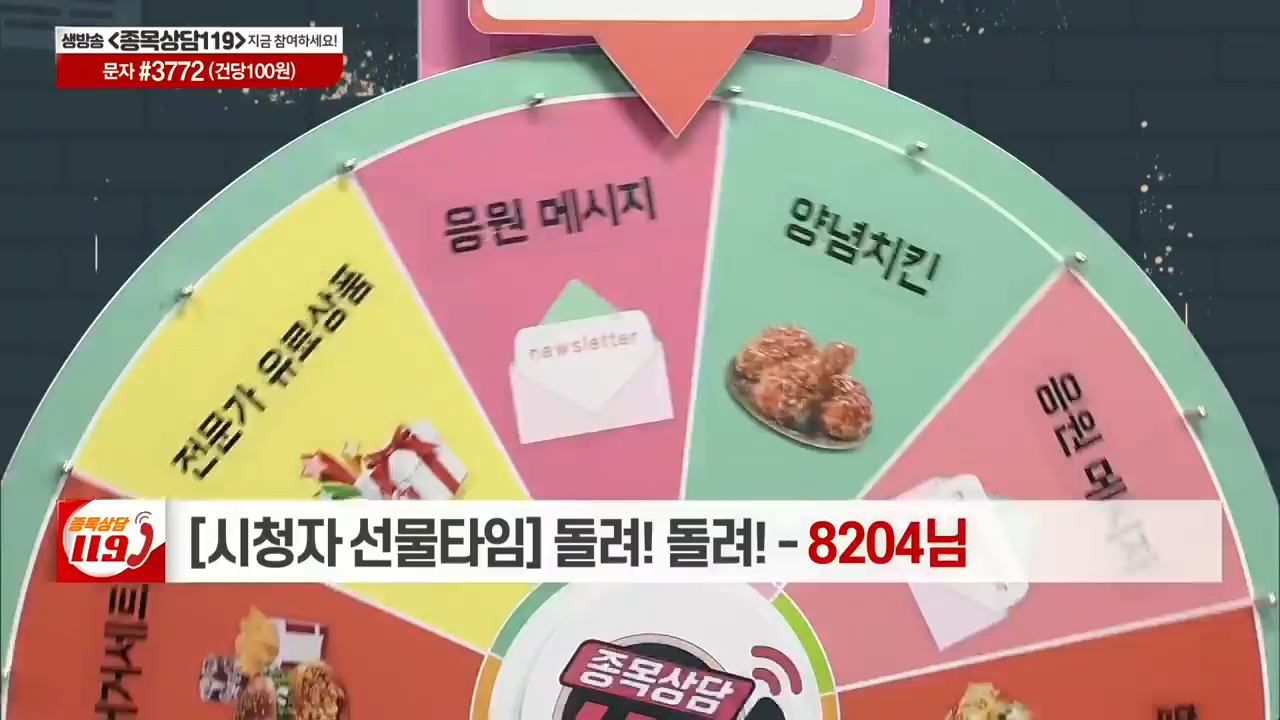 생방송 <종목상담119> 지금 참여하세요!
문자 #3772 (건당100원)
응원 메시지
양념치킨
전문가 유료상품
newsletter
응원 메시지
종목상담
119
[시청자 선물타임] 돌려! 돌려! - 8204님
종목상담